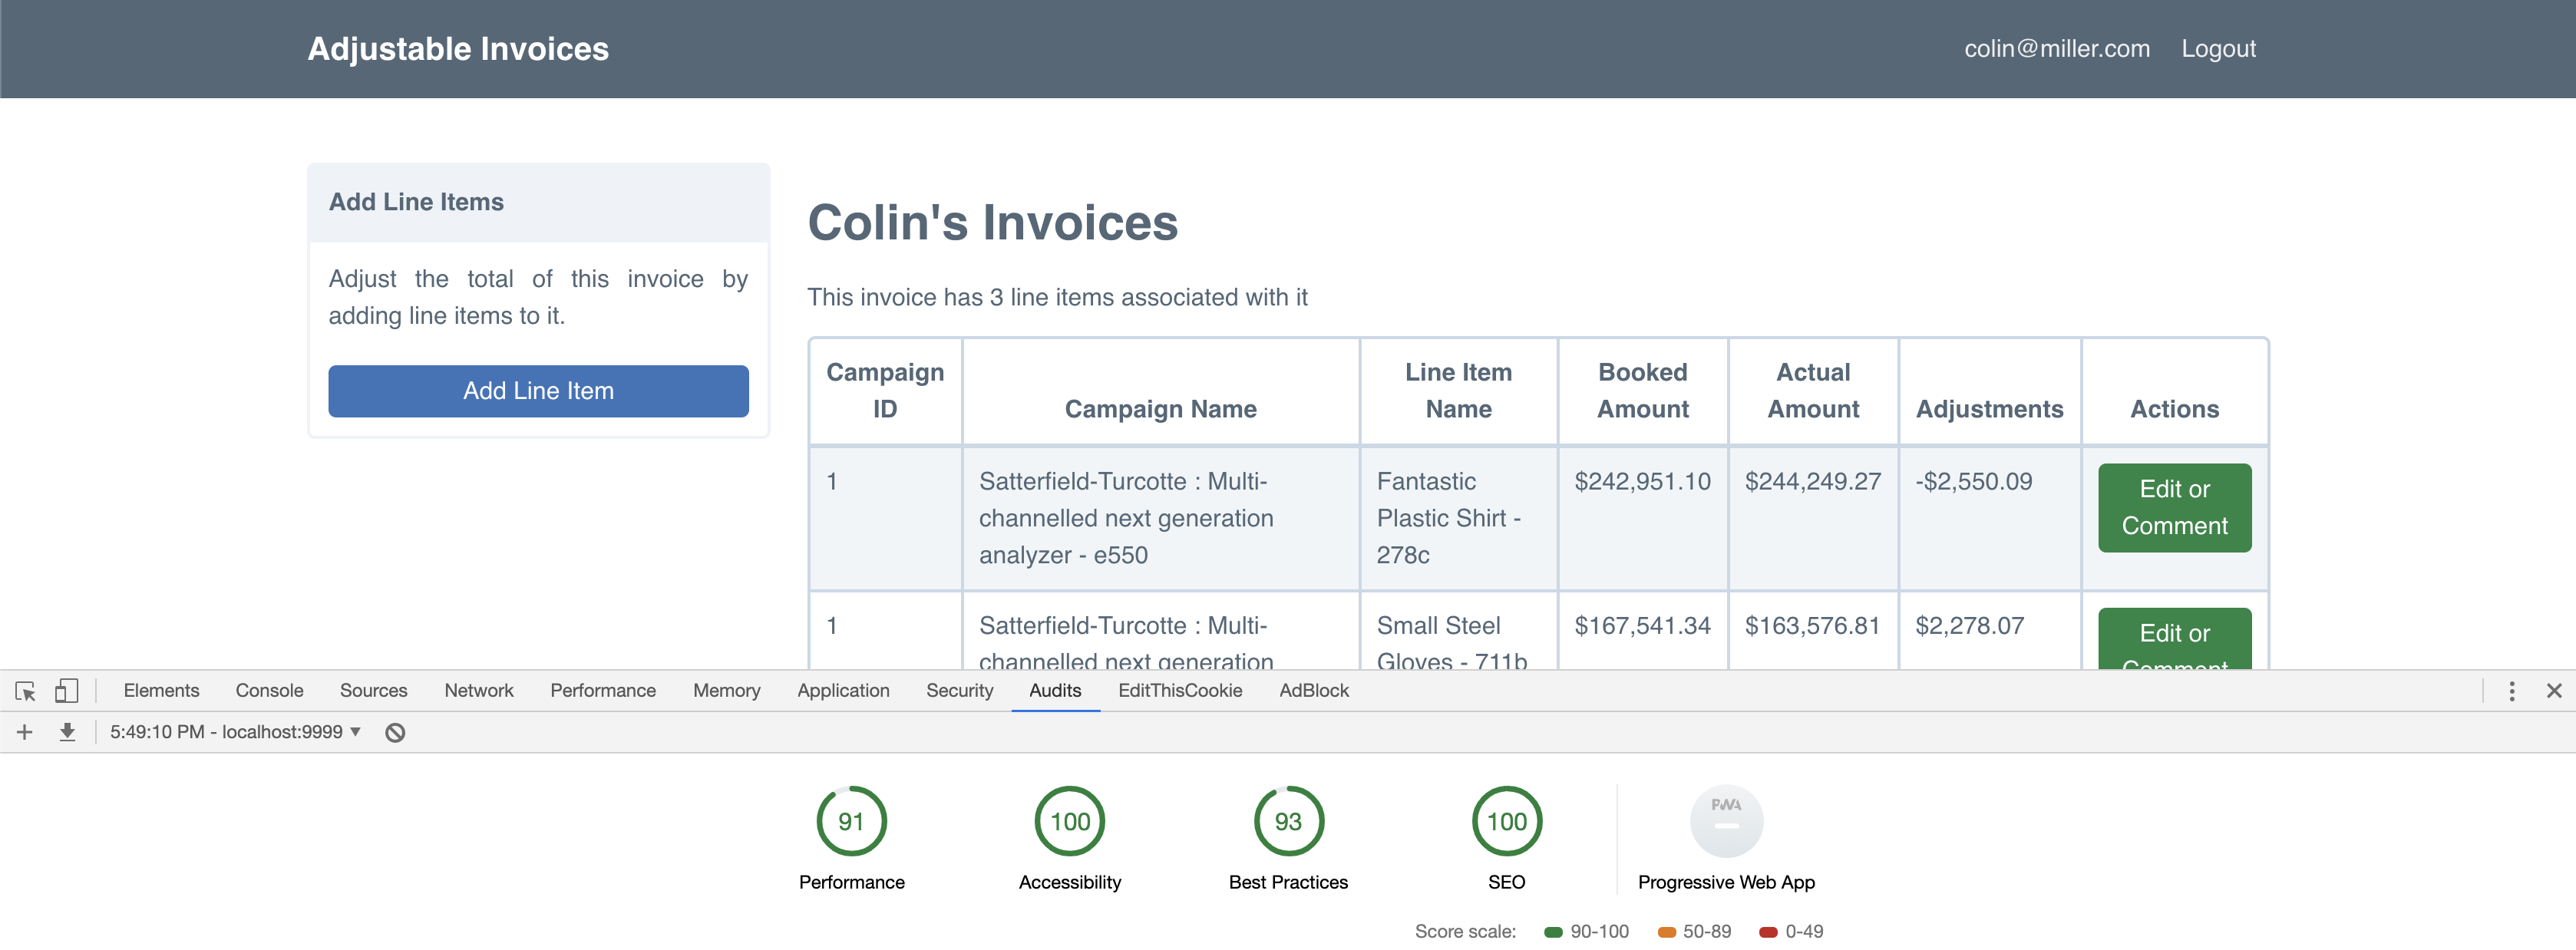 Adjustable Invoices
colin@miller.com Logout
Add Line Items
Adjust the total of this invoice by
adding line items to it.
Add Line Item
Colin's Invoices
This invoice has 3 line items associated with it
Campaign ID Campaign Name Line Item Name Booked Amount Actual Amount Adjustments Actions
1 Satterfield-Turcotte : Multi- Fantastic $242,951.10 $244,249.27 -$2,550.09 Edit or
channelled next generation Plastic Shirt - Comment
analyzer - e550 278c
1 Satterfield-Turcotte : Multi- Small Steel $167,541.34 $163,576.81 $2,278.07 Edit or
channelled next generation Gloves - 711b Comment
Elements Console Sources Network Performance Memory Application Security Audits EditThisCookie AdBlock
5:49:10 PM - localhost:9999
91 100 93 100 PWA
Performance Accessibility Best Practices SEO Progressive Web App
Score scale: 90-100 50-89 0-49